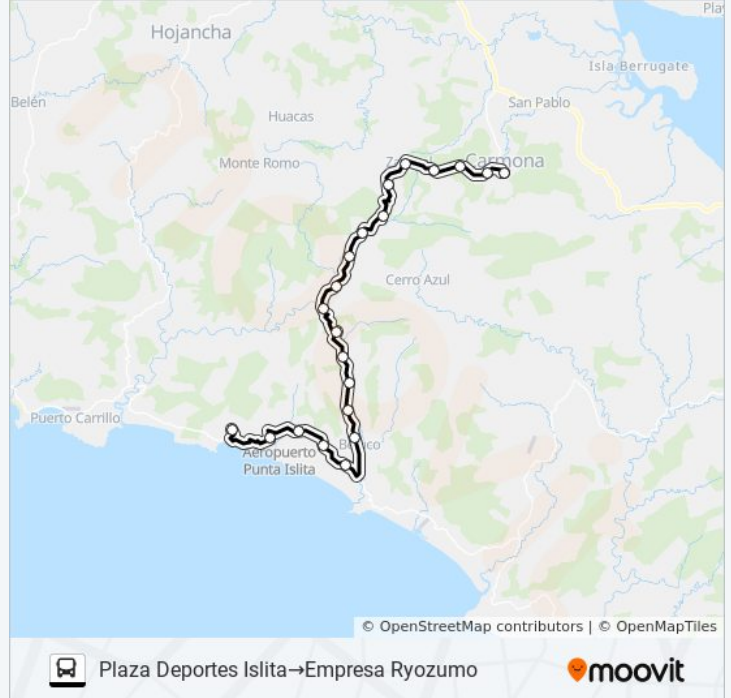 Pla
Hojancha
Isla Berrugate
Belén
San Pablo
Huacas
Monte Romo
Carmona
Cerro Azul
Puerto Carrillo
Aeropuerto
Punta Islita
© OpenStreetMap contributors | © OpenMapTiles
Plaza Deportes Islita→Empresa Ryozumo
moovit